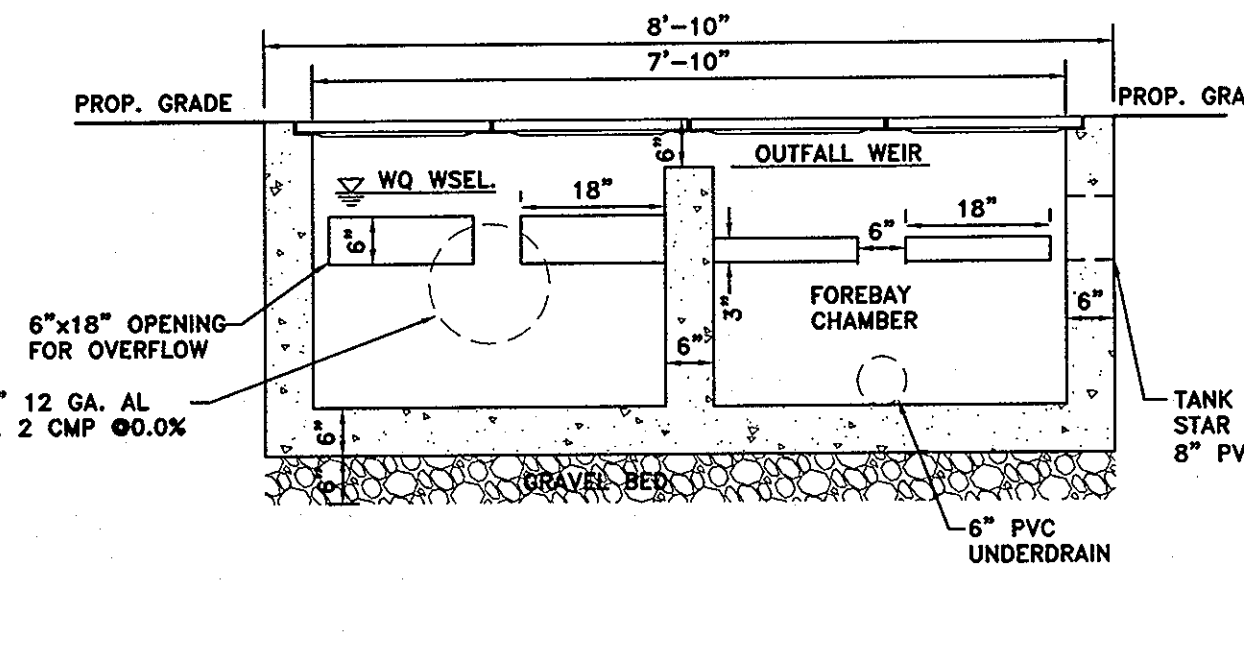 8'-10"
7'-10"
PROP. GRADE
PROP. GRA
6"
OUTFALL WEIR
WQ WSEL.
18"
18"
6"
6"
6"x18" OPENING
FOR OVERFLOW
3"
FOREBAY
CHAMBER
6"
6"
" 12 GA. AL
2 CMP @0.0%
TANK
STAR
8" PV
6"
6"
GRAVEL BED
6" PVC
UNDERDRAIN